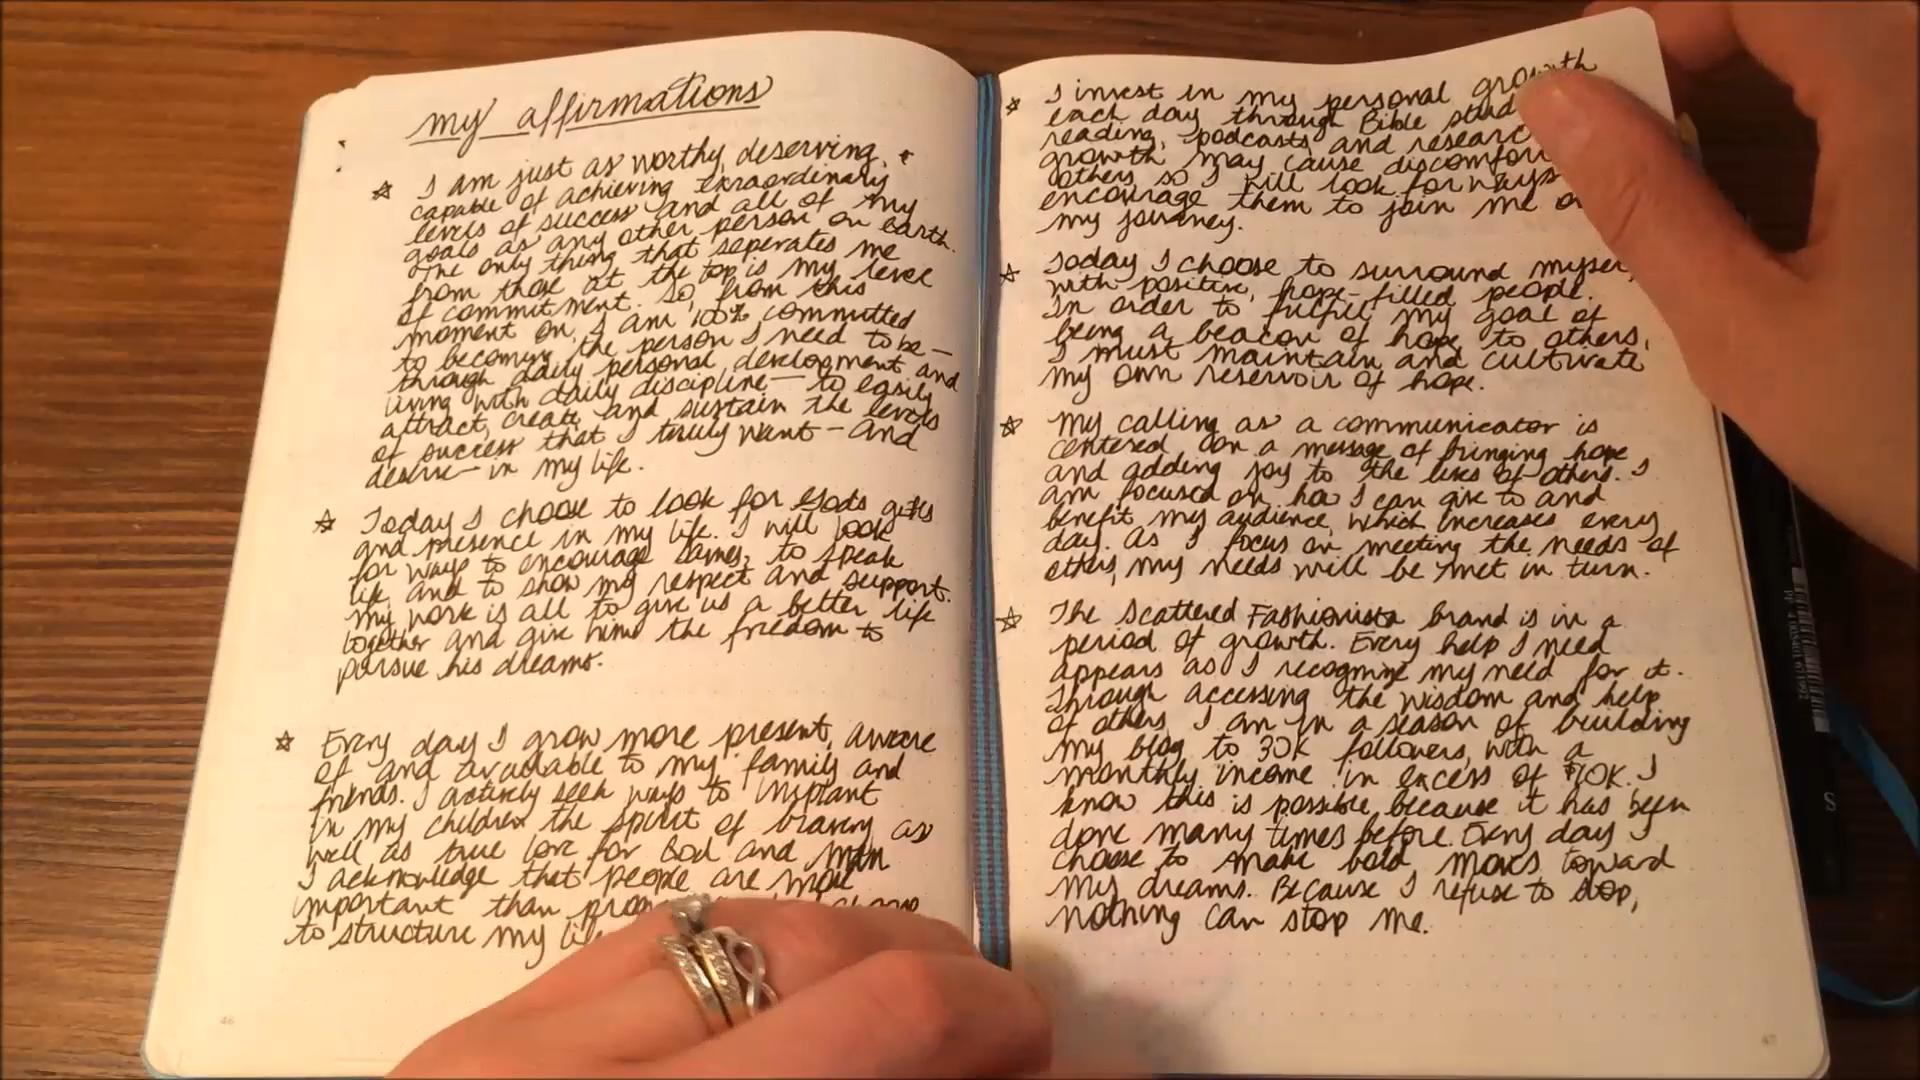 my affirmations
I am just as worthy, deserving,
capable of achieving exraordinary
levels of success and all of my
goals as any other person on earth.
The only thing that seperates me
from those at the top is my level
of commitment. So, from this
moment on, I am 100% committed
to becoming the person I need to be —
through daily personal development and
living with daily discipline — to easily
attract, create, and sustain the levels
of success that I truly want — and
deserve — in my life.
Today I choose to look for Gods gifts
and presence in my life. I will look
for ways to encourage James, to speak
life and to show my respect and support.
My work is all to give us a better life
together and give him the freedom to
pursue his dreams.
Every day I grow more present, aware
of and available to my family and
friends. I actively seek ways to implant
in my children the spirit of bravery as
well as true love for God and man
I acknowledge that people are more
important than
to structure my life
46
I invest in my personal growth
each day through Bible
reading, podcasts and
growth may cause
others so I will look for ways
encourage them to join me
my journey.
Today I choose to surround
with positive, hope-filled people.
In order to fulfill my goal of
being a beacon of hope to others,
I must maintain and cultivate
my own reservoir of hope.
My calling as a communicator is
centered on a message of bringing hope
and adding joy to the lives of others. I
am focused on how I can give to and
benefit my audience, which increases every
day. As I focus on meeting the needs of
others, my needs will be met in turn.
The Scattered Fashionista brand is in a
period of growth. Every help I need
appears as I recognize my need for it.
Through accessing the wisdom and help
of others I am in a season of building
my blog to 30K followers, with a
monthly income in excess of $10K. I
know this is possible because it has been
done many times before. Every day I
choose to make bold moves toward
my dreams. Because I refuse to stop,
nothing can stop me.
47